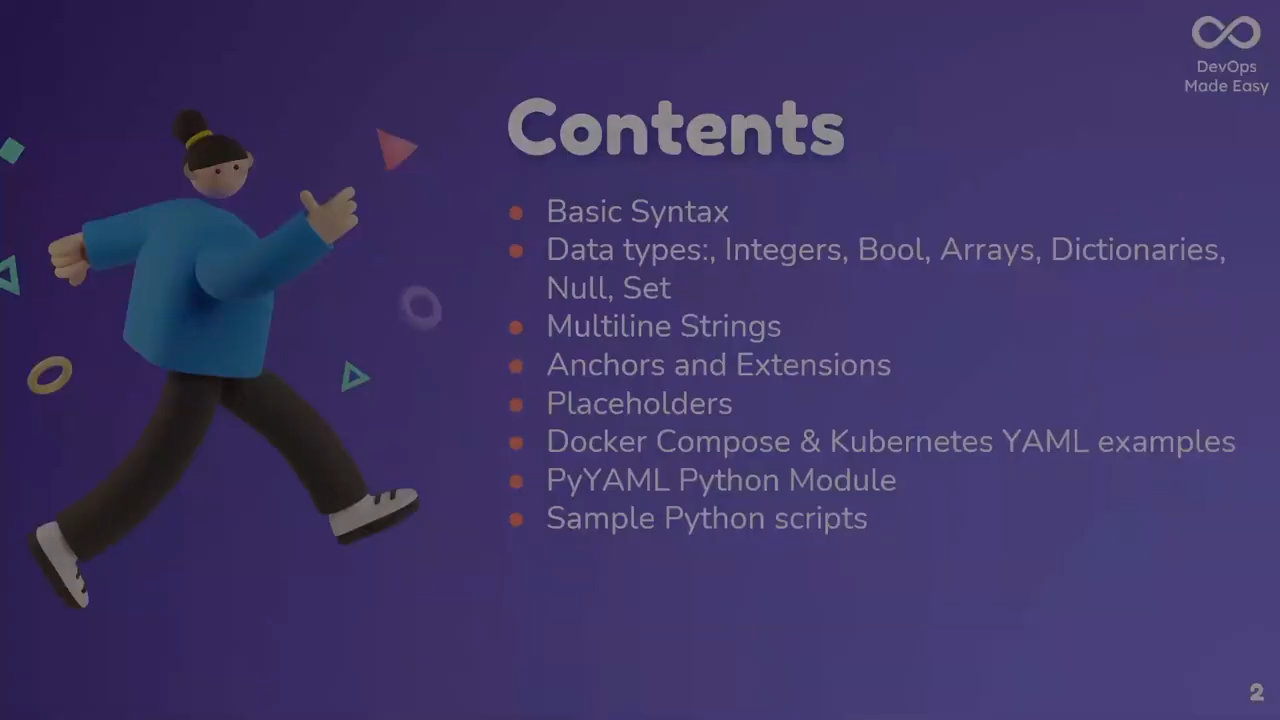 DevOps
Made Easy
Contents
Basic Syntax
Data types:, Integers, Bool, Arrays, Dictionaries,
Null, Set
Multiline Strings
Anchors and Extensions
Placeholders
Docker Compose & Kubernetes YAML examples
PyYAML Python Module
Sample Python scripts
2